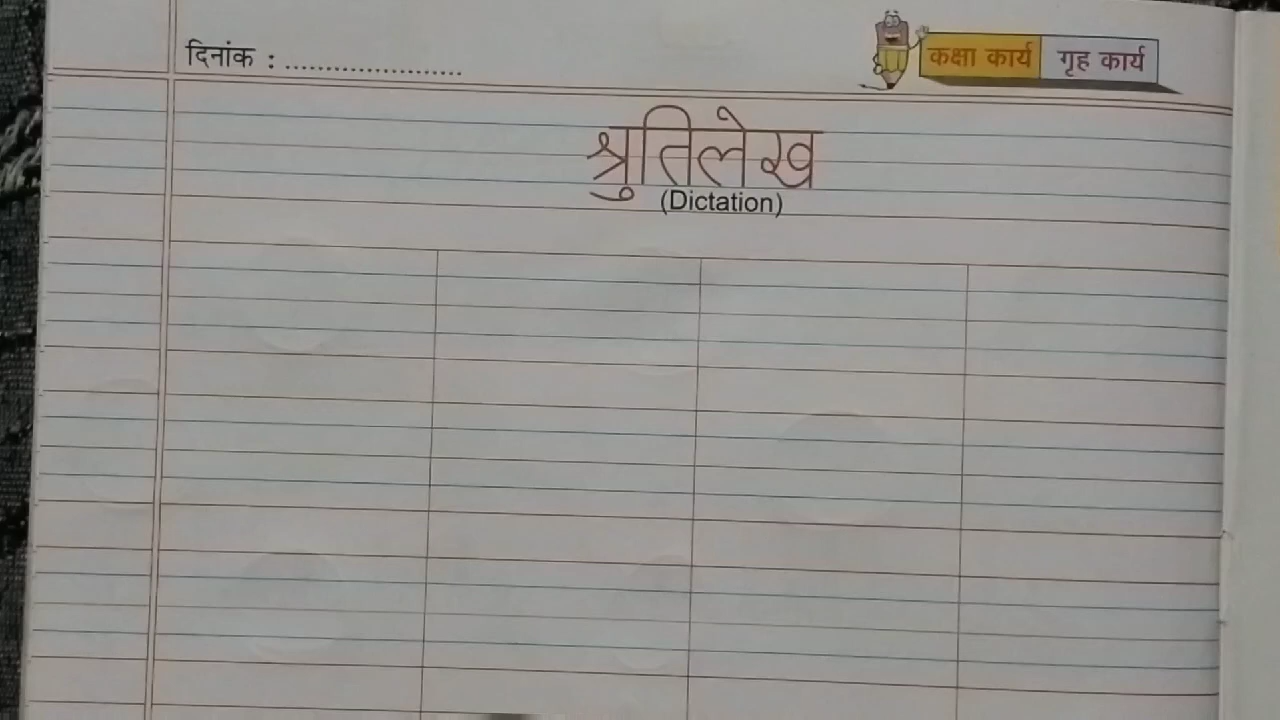 दिनांक : ...................... कक्षा कार्य गृह कार्य
श्रुतिलेख
(Dictation)